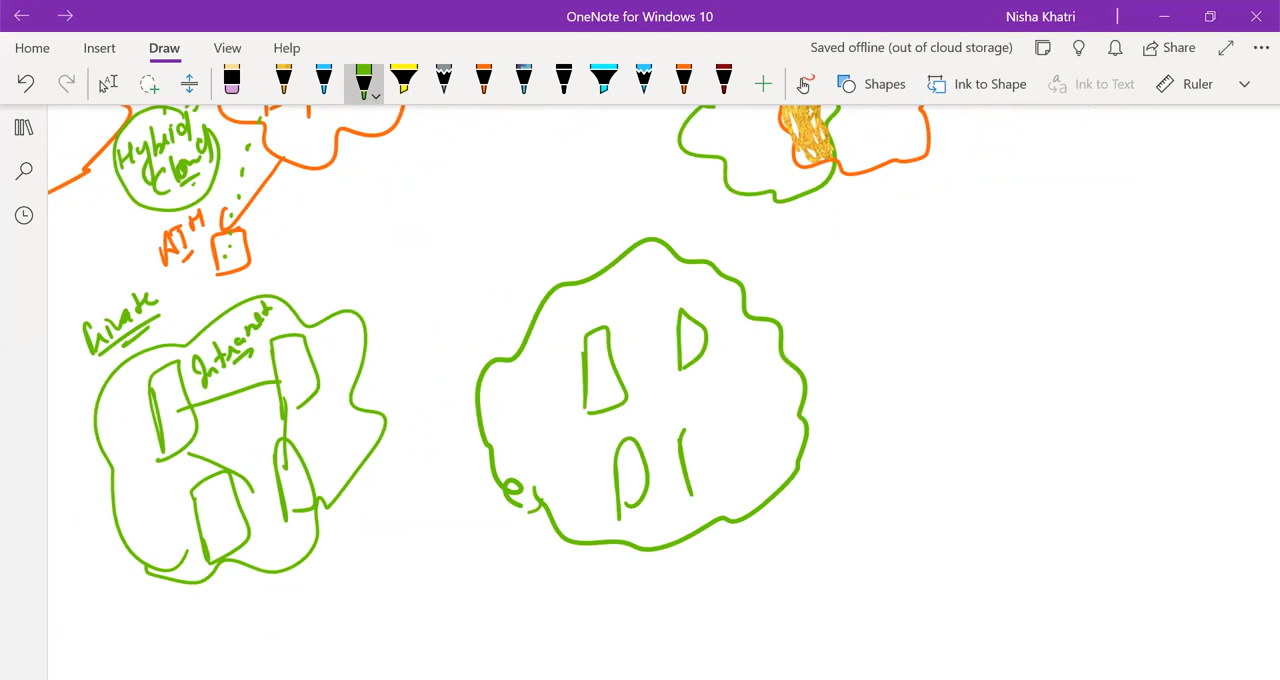 OneNote for Windows 10
Nisha Khatri
Home Insert Draw View Help
Saved offline (out of cloud storage)
Share
Shapes
Ink to Shape
Ink to Text
Ruler
Hybrid
Cloud
ATM
Private
Intranet